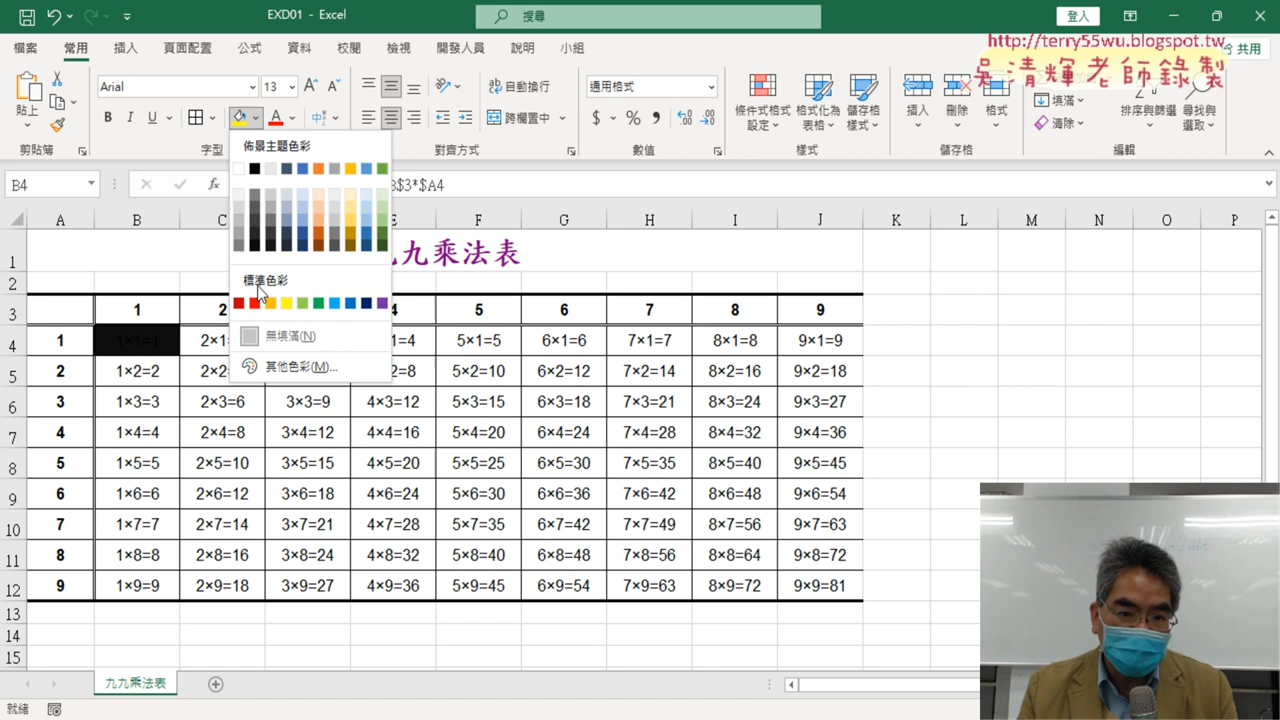 EXD01 - Excel
搜尋
登入
檔案 常用 插入 頁面配置 公式 資料 校閱 檢視 開發人員 說明 小組
共用
http://terry55wu.blogspot.tw
吳清輝老師錄製
貼上
Arial 13
自動換行
通用格式
B I U A
跨欄置中
$ % 9
條件式格式設定
格式化為表格
儲存格樣式
插入 刪除 格式
填滿
清除
排序與篩選
尋找與選取
剪貼簿 字型 對齊方式 數值 樣式 儲存格 編輯
佈景主題色彩
標準色彩
無填滿(N)
其他色彩(M)...
B4 fx $3*$A4
A B C E F G H I J K L M N O P
1 九乘法表
2
3 1 2 4 5 6 7 8 9
4 1 1×1=1 2×1= 1=4 5×1=5 6×1=6 7×1=7 8×1=8 9×1=9
5 2 1×2=2 2×2 2=8 5×2=10 6×2=12 7×2=14 8×2=16 9×2=18
6 3 1×3=3 2×3=6 3×3=9 4×3=12 5×3=15 6×3=18 7×3=21 8×3=24 9×3=27
7 4 1×4=4 2×4=8 3×4=12 4×4=16 5×4=20 6×4=24 7×4=28 8×4=32 9×4=36
8 5 1×5=5 2×5=10 3×5=15 4×5=20 5×5=25 6×5=30 7×5=35 8×5=40 9×5=45
9 6 1×6=6 2×6=12 3×6=18 4×6=24 5×6=30 6×6=36 7×6=42 8×6=48 9×6=54
10 7 1×7=7 2×7=14 3×7=21 4×7=28 5×7=35 6×7=42 7×7=49 8×7=56 9×7=63
11 8 1×8=8 2×8=16 3×8=24 4×8=32 5×8=40 6×8=48 7×8=56 8×8=64 9×8=72
12 9 1×9=9 2×9=18 3×9=27 4×9=36 5×9=45 6×9=54 7×9=63 8×9=72 9×9=81
13
14
15
九九乘法表
就緒